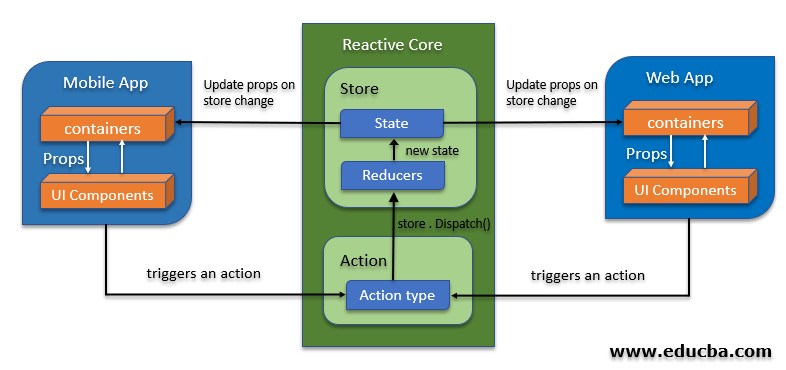 Reactive Core
Mobile App
Web App
Update props on
store change
Update props on
store change
Store
containers
State
containers
Props
new state
Props
Reducers
UI Components
UI Components
store . Dispatch()
Action
triggers an action
triggers an action
Action type
www.educba.com